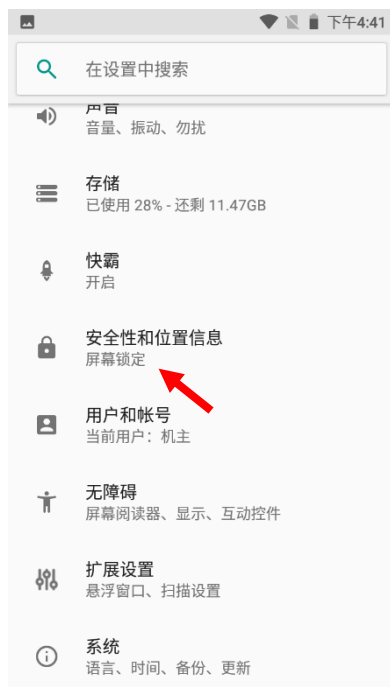 下午4:41
在设置中搜索
声音
音量、振动、勿扰
存储
已使用 28% - 还剩 11.47GB
快霸
开启
安全性和位置信息
屏幕锁定
用户和帐号
当前用户：机主
无障碍
屏幕阅读器、显示、互动控件
扩展设置
悬浮窗口、扫描设置
系统
语言、时间、备份、更新